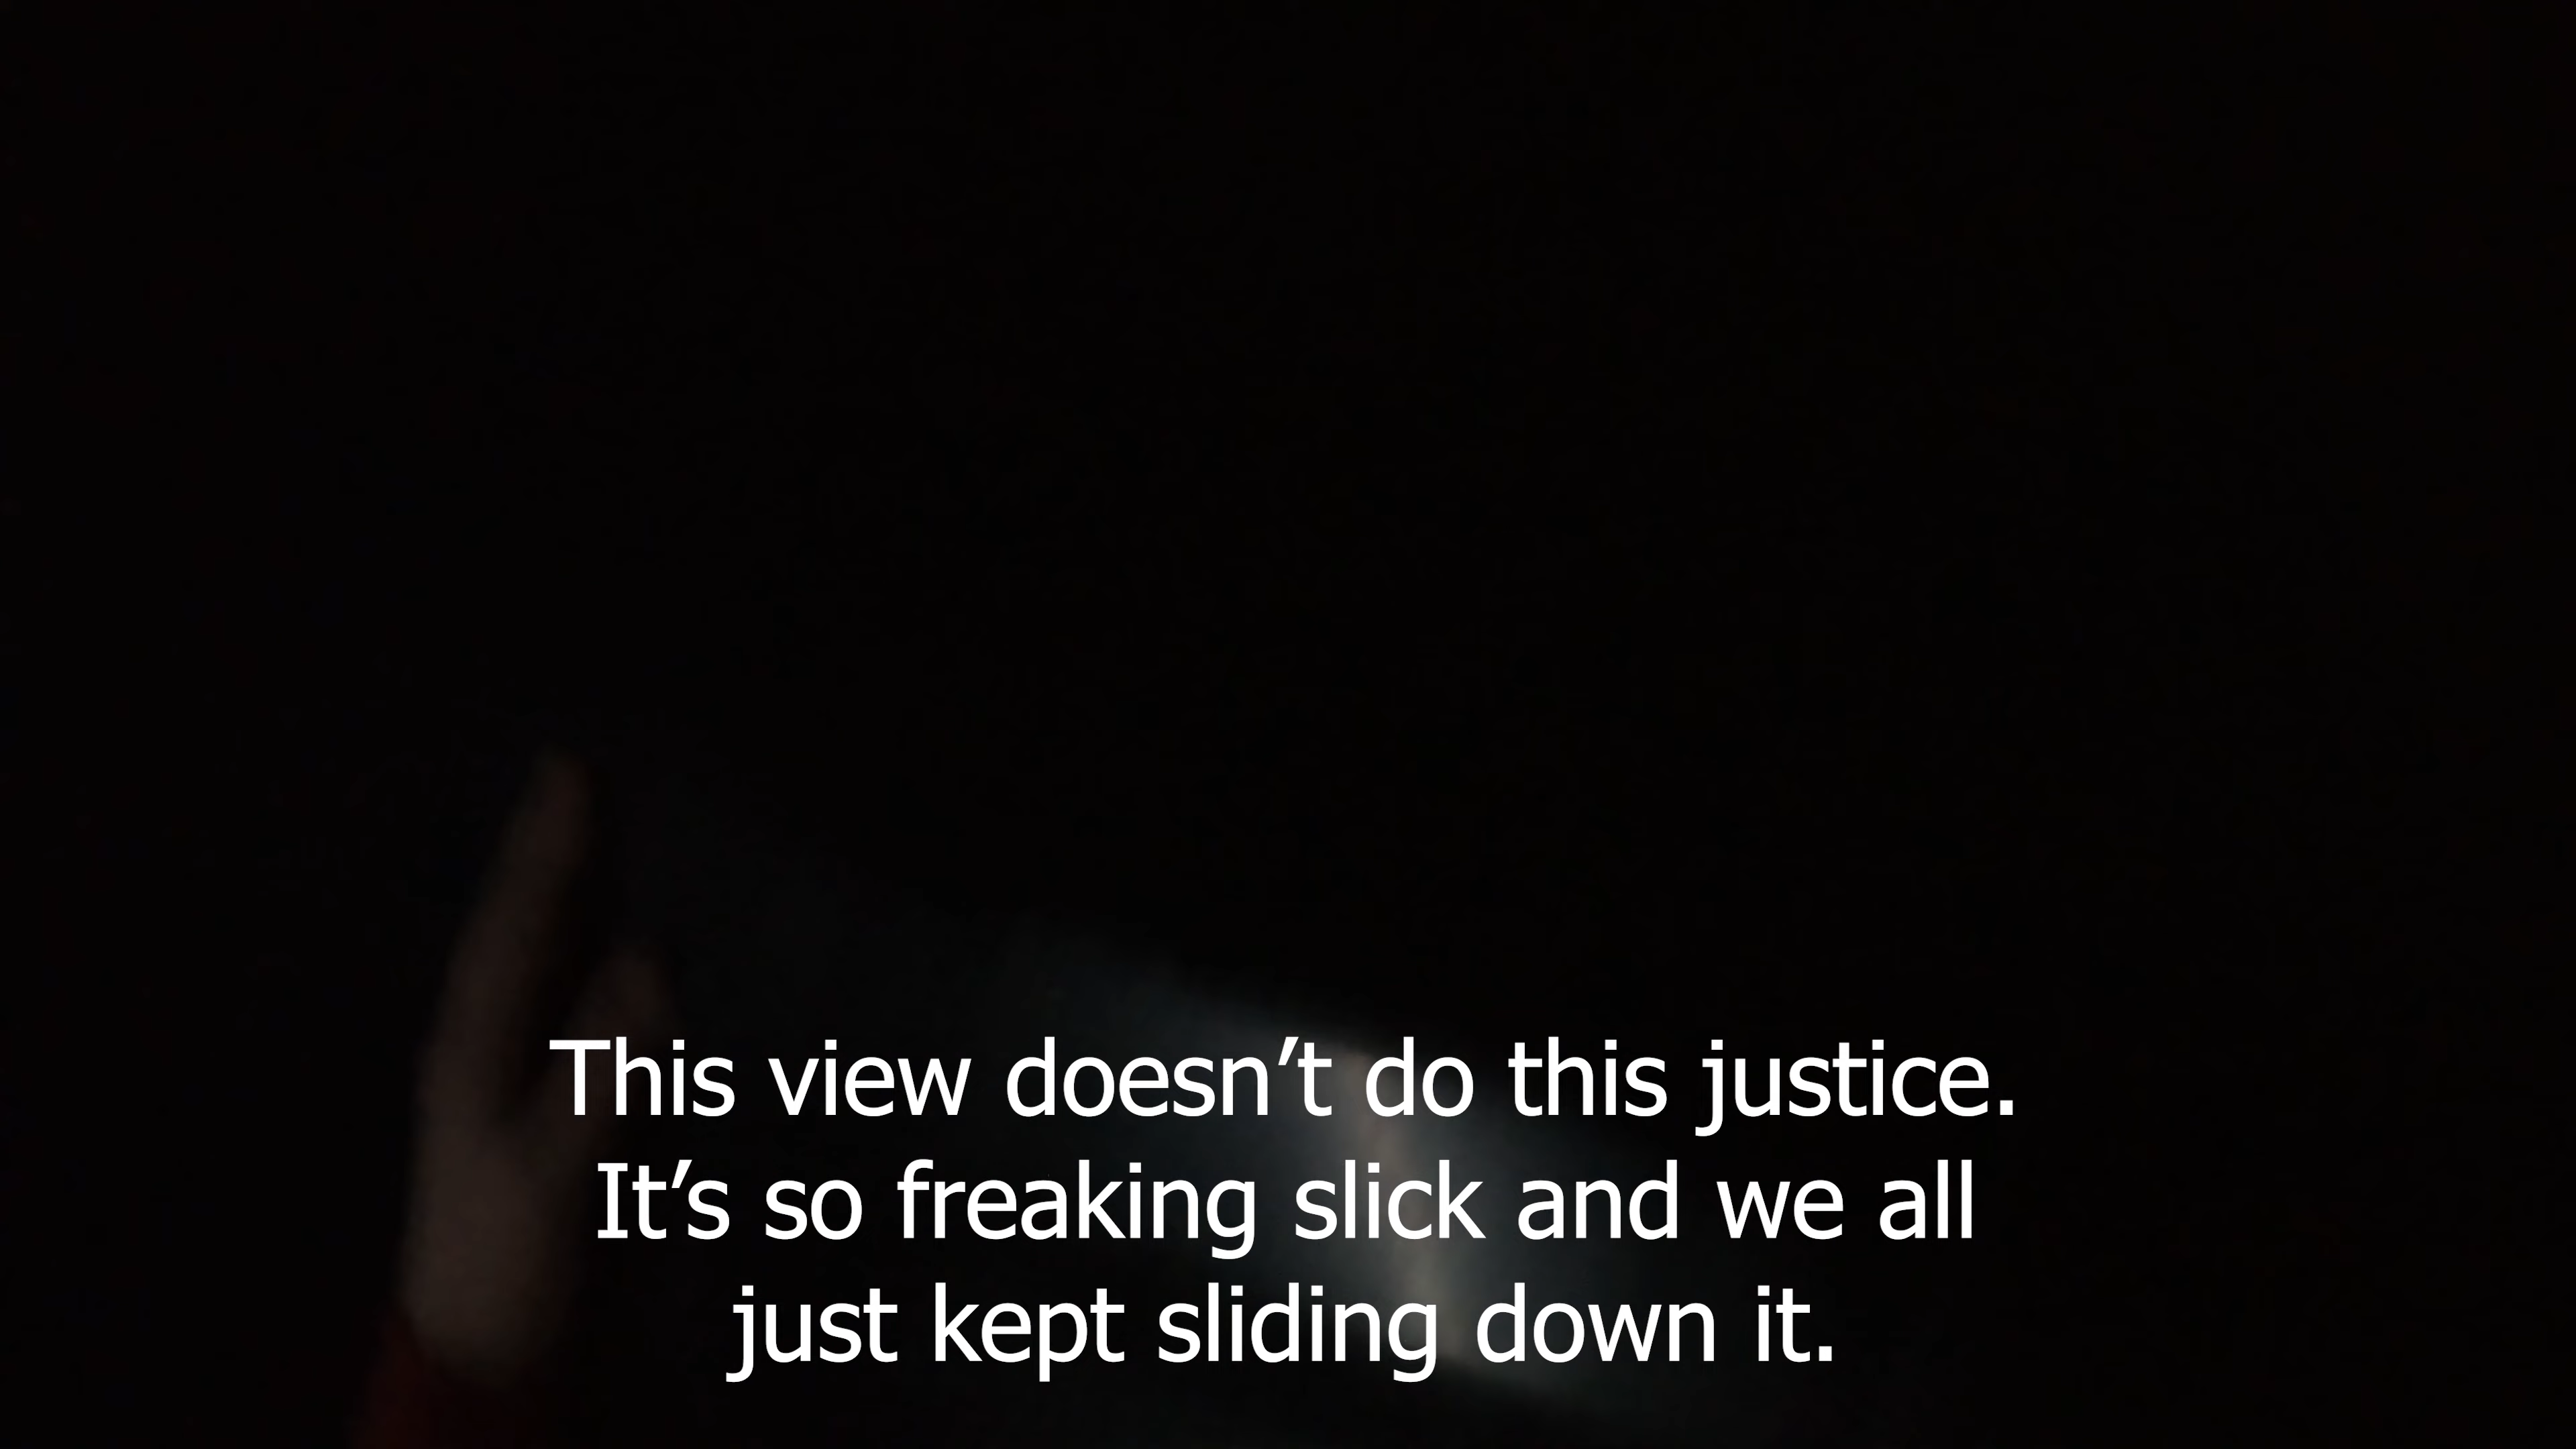 This view doesn’t do this justice.
It’s so freaking slick and we all
just kept sliding down it.